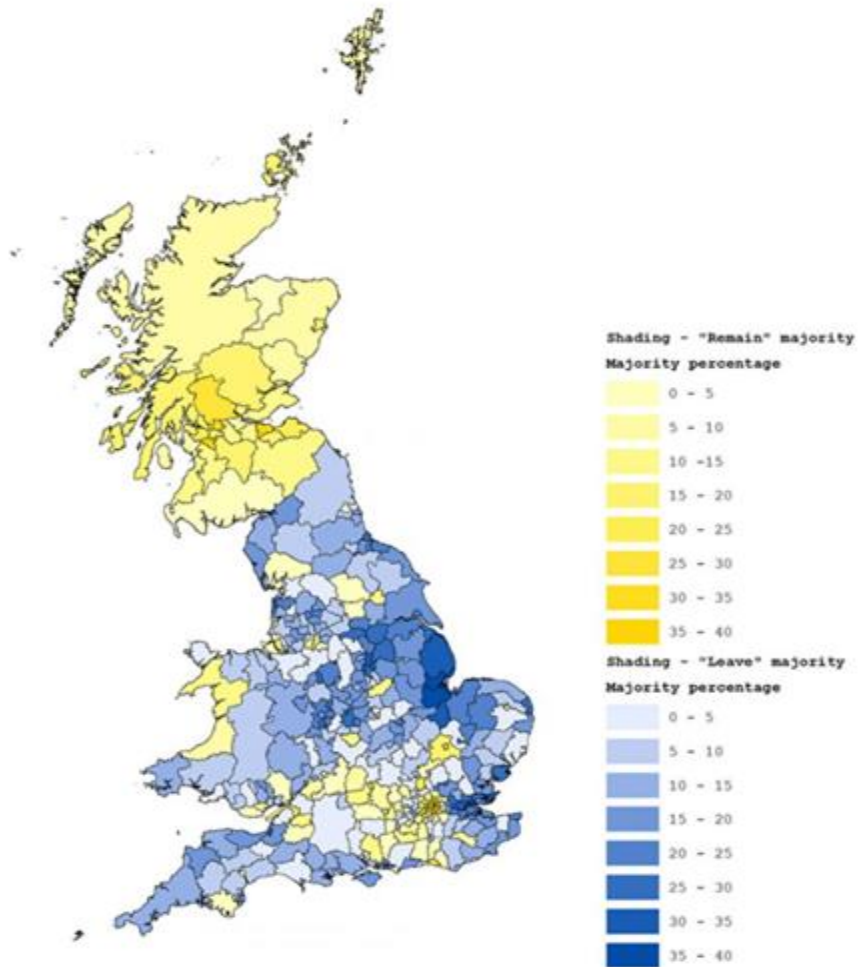 Shading - "Remain" majority
Majority percentage
0 - 5
5 - 10
10 -15
15 - 20
20 - 25
25 - 30
30 - 35
35 - 40
Shading - "Leave" majority
Majority percentage
0 - 5
5 - 10
10 - 15
15 - 20
20 - 25
25 - 30
30 - 35
35 - 40